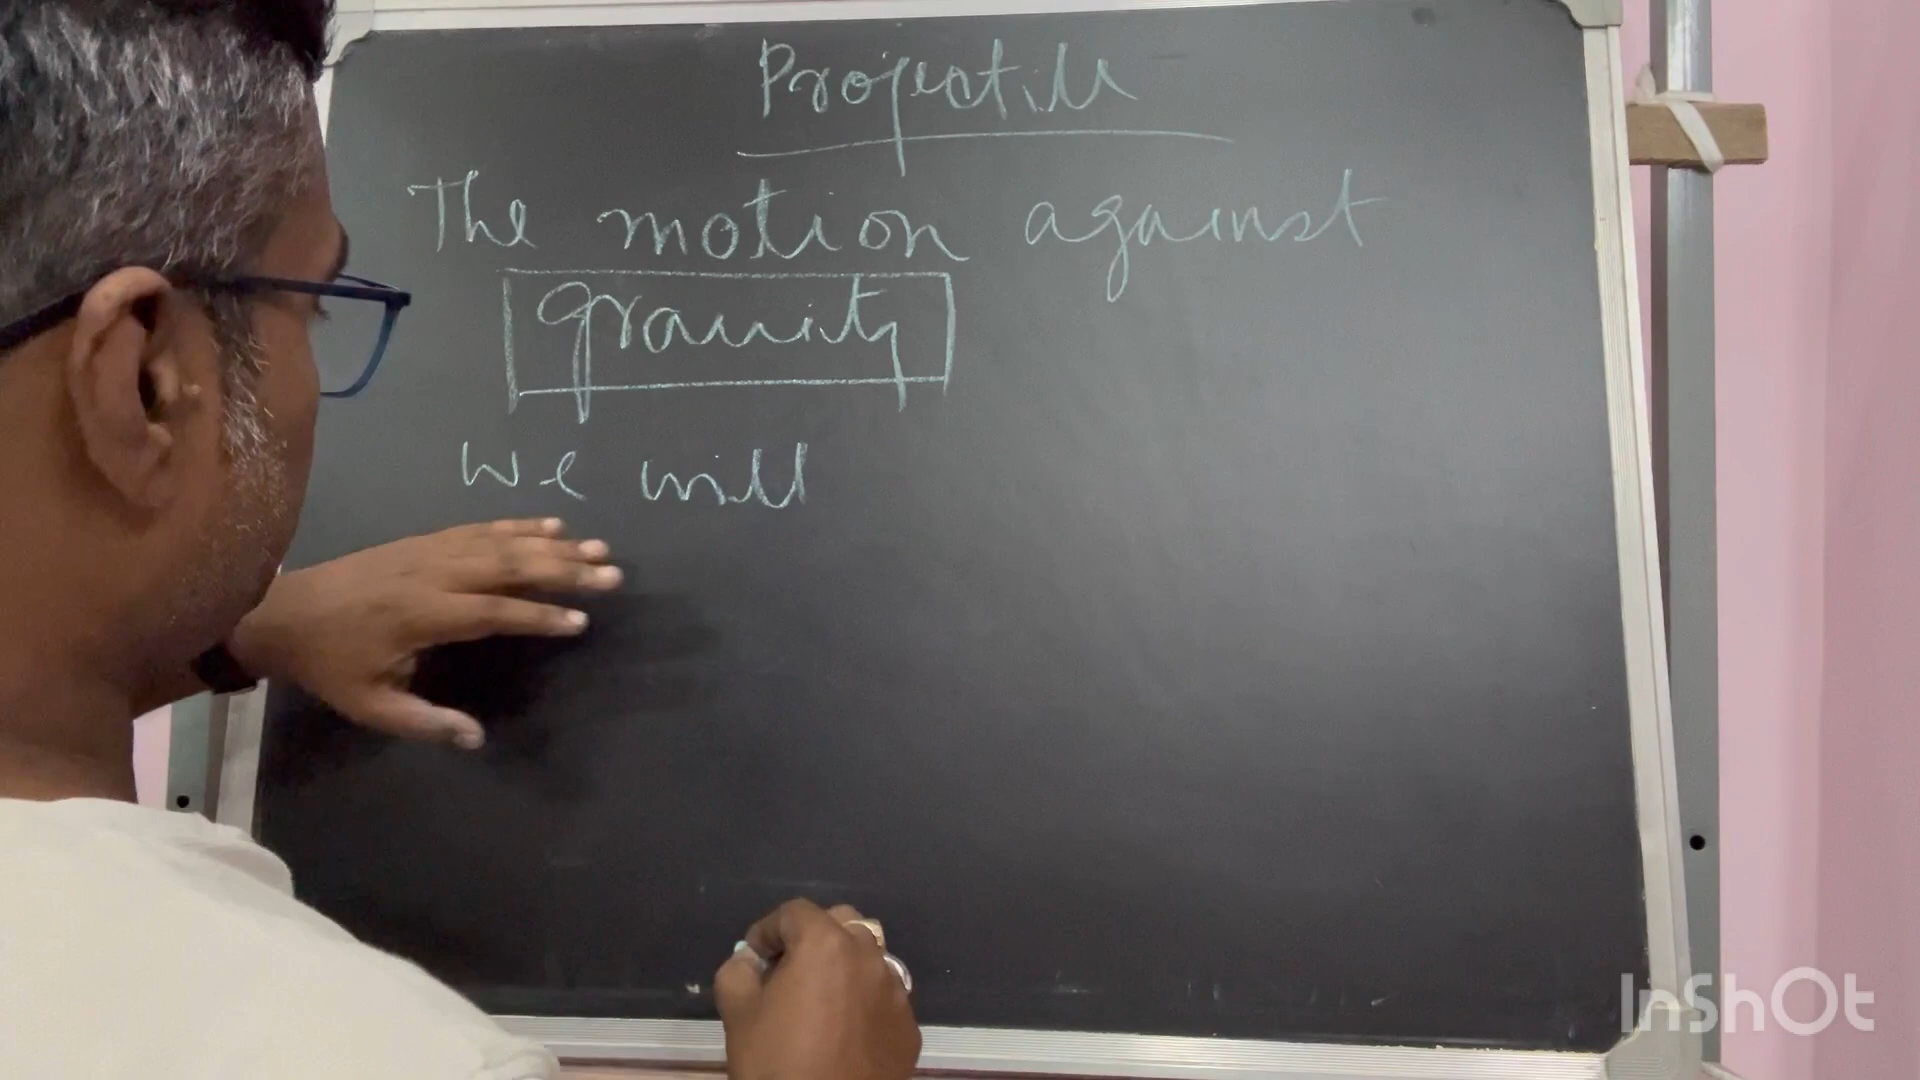 Projectile
The motion against
gravity
We will
InShOt